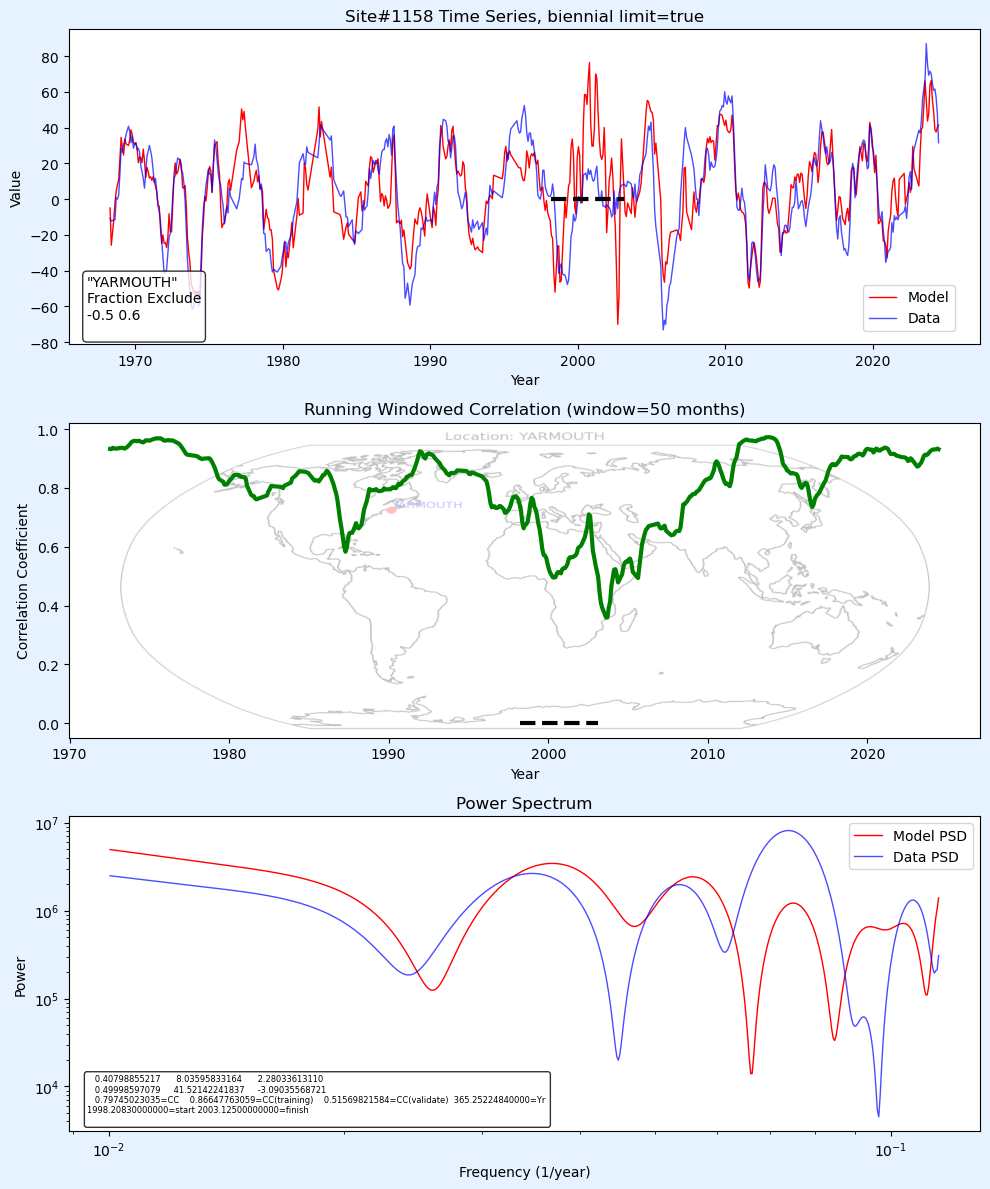 Site#1158 Time Series, biennial limit=true
Value
80
60
40
20
0
−20
−40
−60
−80
"YARMOUTH"
Fraction Exclude
-0.5 0.6
Model
Data
1970
1980
1990
2000
2010
2020
Year
Running Windowed Correlation (window=50 months)
Correlation Coefficient
1.0
0.8
0.6
0.4
0.2
0.0
Location: YARMOUTH
YARMOUTH
1970
1980
1990
2000
2010
2020
Year
Power Spectrum
Power
10^7
10^6
10^5
10^4
Model PSD
Data PSD
0.40798855217 8.03595833164 2.28033613110
0.49998597079 41.52142241837 -3.09035568721
0.79745023035=CC 0.86647763059=CC(training) 0.51569821584=CC(validate) 365.25224840000=Yr
1998.20830000000=start 2003.12500000000=finish
10^−2
10^−1
Frequency (1/year)